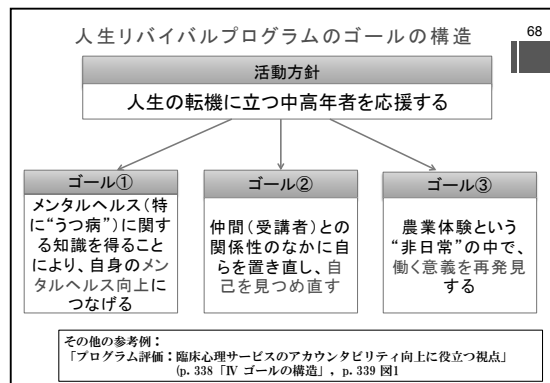 人生リバイバルプログラムのゴールの構造
68
活動方針
人生の転機に立つ中高年者を応援する
ゴール①
メンタルヘルス(特
に“うつ病”)に関す
る知識を得ること
により、自身のメン
タルヘルス向上に
つなげる
ゴール②
仲間(受講者)との
関係性のなかに自
らを置き直し、自
己を見つめ直す
ゴール③
農業体験という
“非日常”の中で、
働く意義を再発見
する
その他の参考例:
「プログラム評価:臨床心理サービスのアカウンタビリティ向上に役立つ視点」
(p. 338「Ⅳ ゴールの構造」, p. 339 図1